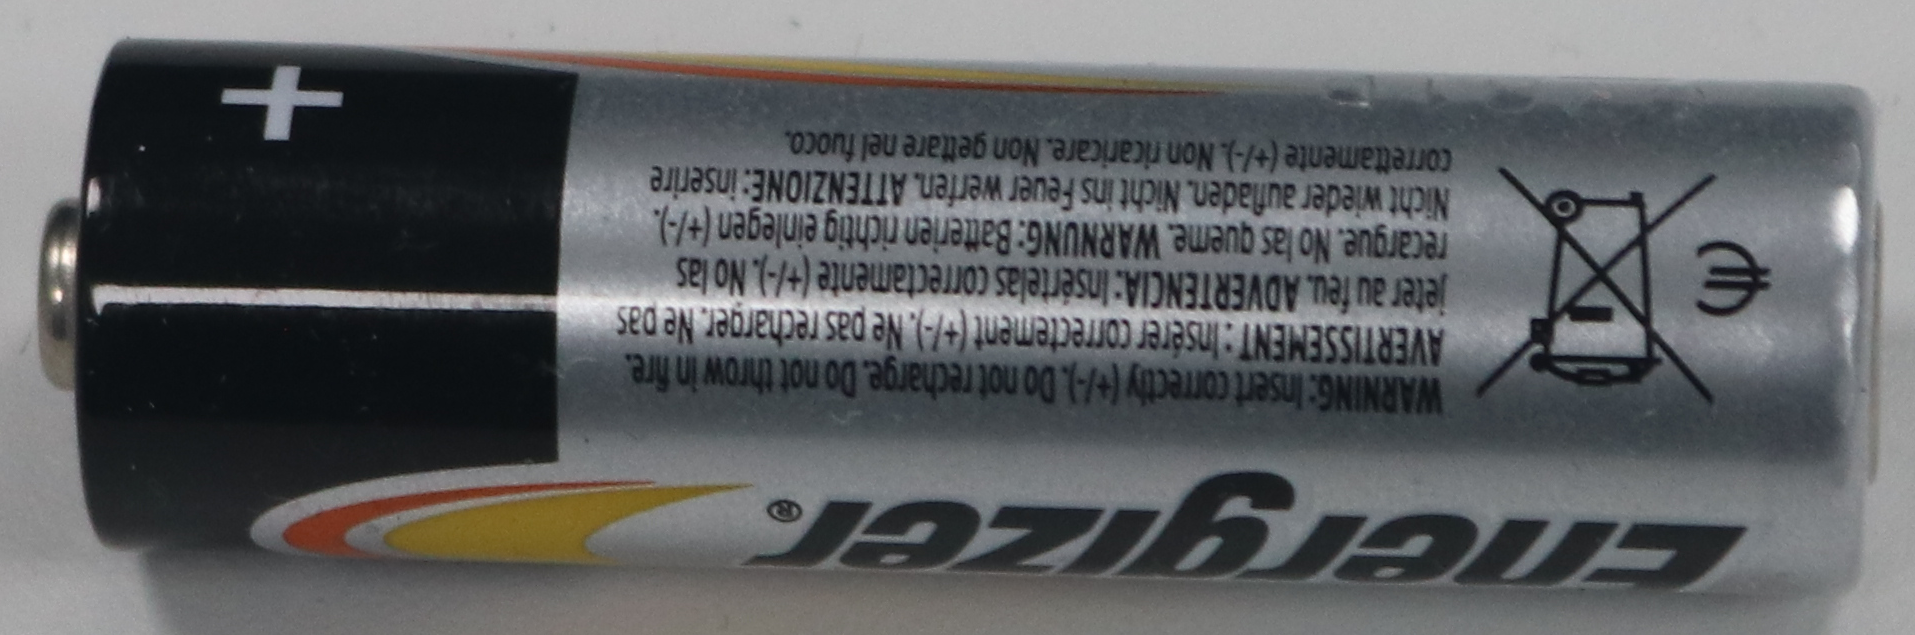 Energizer®
WARNING: Insert correctly (+/-). Do not recharge. Do not throw in fire.
AVERTISSEMENT : Insérer correctement (+/-). Ne pas recharger. Ne pas
jeter au feu. ADVERTENCIA: Insértelas correctamente (+/-). No las
recargue. No las queme. WARNUNG: Batterien richtig einlegen (+/-).
Nicht wieder aufladen. Nicht ins Feuer werfen. ATTENZIONE: inserire
correttamente (+/-). Non ricaricare. Non gettare nel fuoco.
€
+